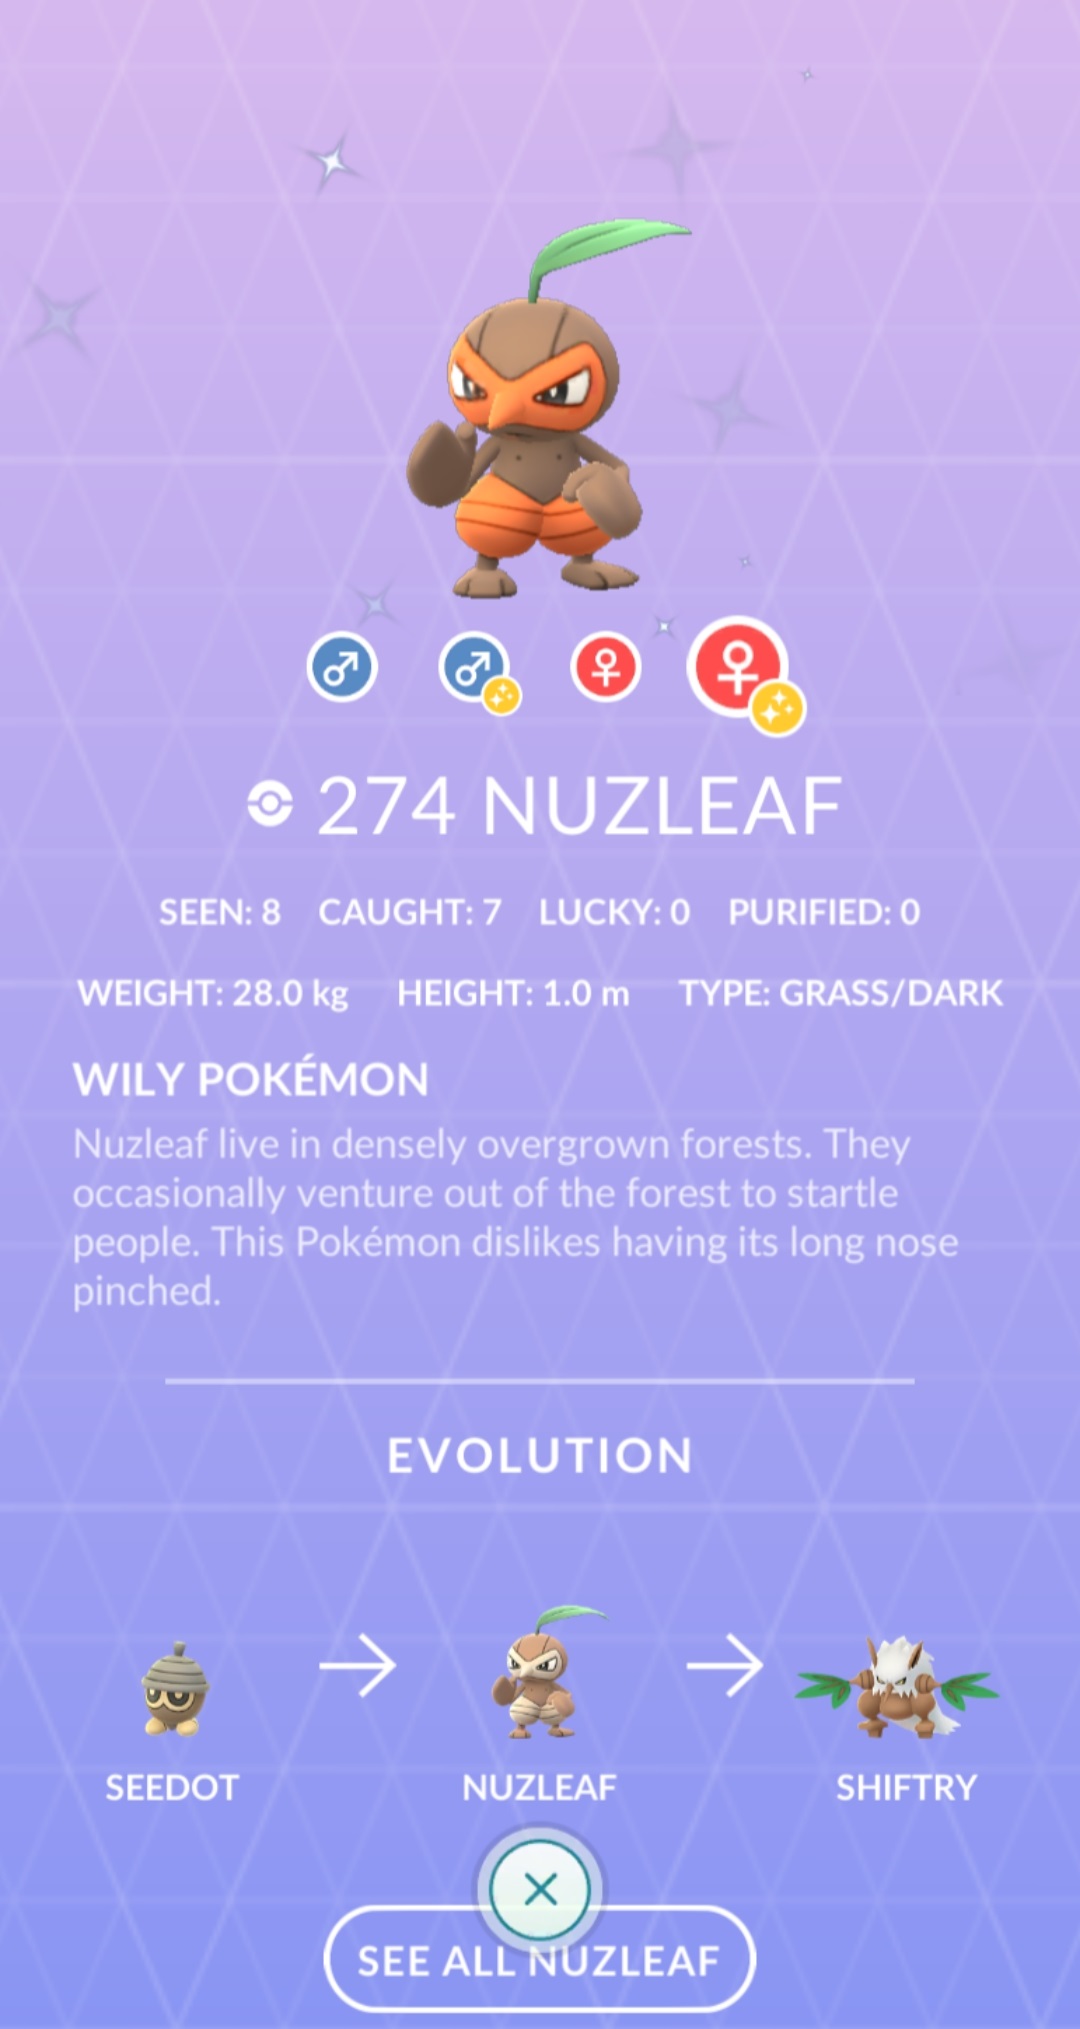 274 NUZLEAF
SEEN: 8 CAUGHT: 7 LUCKY: 0 PURIFIED: 0
WEIGHT: 28.0 kg HEIGHT: 1.0 m TYPE: GRASS/DARK
WILY POKÉMON
Nuzleaf live in densely overgrown forests. They
occasionally venture out of the forest to startle
people. This Pokémon dislikes having its long nose
pinched.
EVOLUTION
SEEDOT NUZLEAF SHIFTRY
SEE ALL NUZLEAF